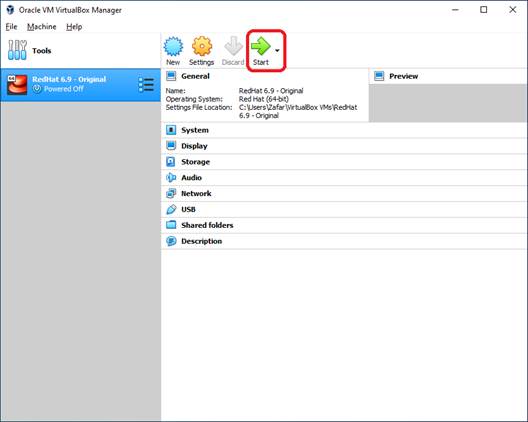 Oracle VM VirtualBox Manager
File Machine Help
Tools
New Settings Discard Start
64
RedHat 6.9 - Original
Powered Off
General
Name: RedHat 6.9 - Original
Operating System: Red Hat (64-bit)
Settings File Location: C:\Users\Zafar\VirtualBox VMs\RedHat
6.9 - Original
Preview
System
Display
Storage
Audio
Network
USB
Shared folders
Description